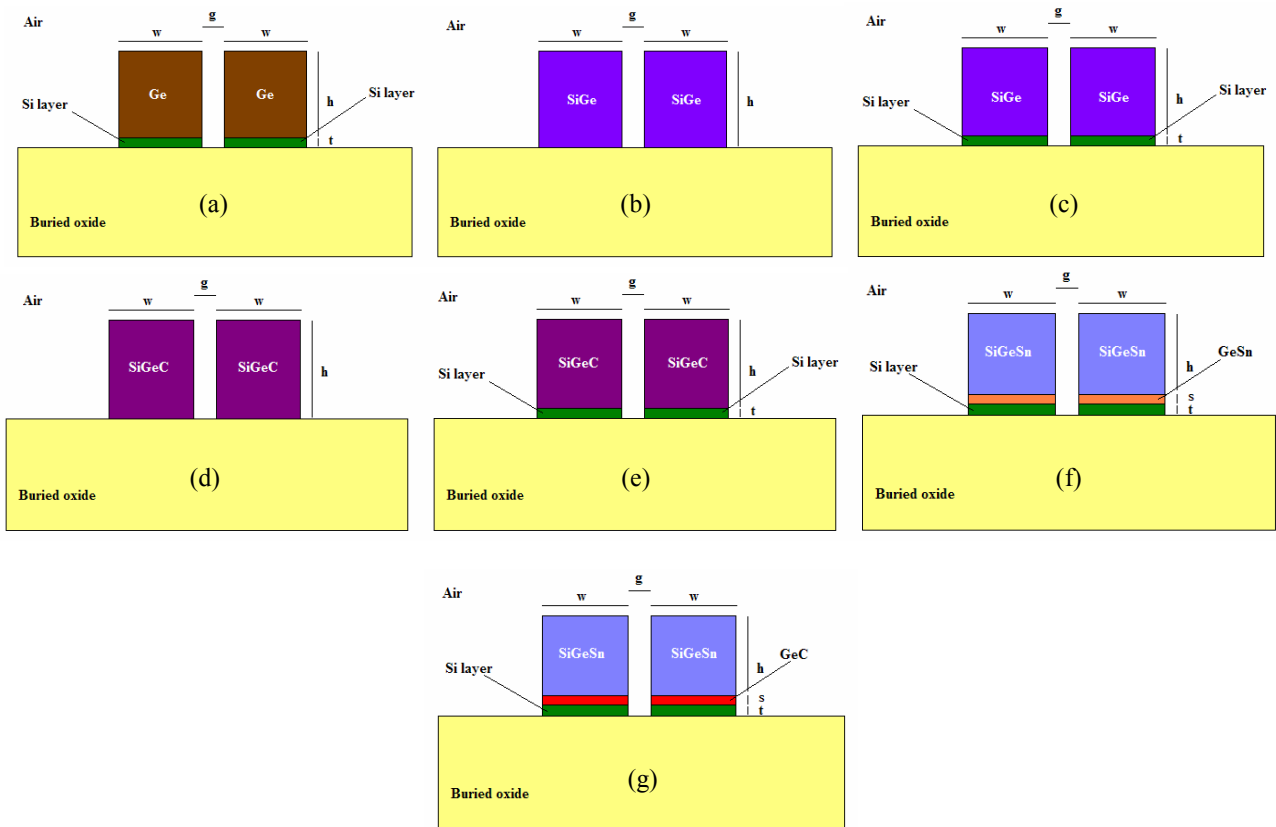 Air
g
w w
Ge Ge
Si layer
Si layer
h
t
Buried oxide
(a)
Air
g
w w
SiGe SiGe
h
Buried oxide
(b)
Air
g
w w
SiGe SiGe
Si layer
Si layer
h
t
Buried oxide
(c)
Air
g
w w
SiGeC SiGeC
h
Buried oxide
(d)
Air
g
w w
SiGeC SiGeC
Si layer
Si layer
h
t
Buried oxide
(e)
Air
g
w w
SiGeSn SiGeSn
GeSn
Si layer
h
s
t
Buried oxide
(f)
Air
g
w w
SiGeSn SiGeSn
GeC
Si layer
h
s
t
Buried oxide
(g)